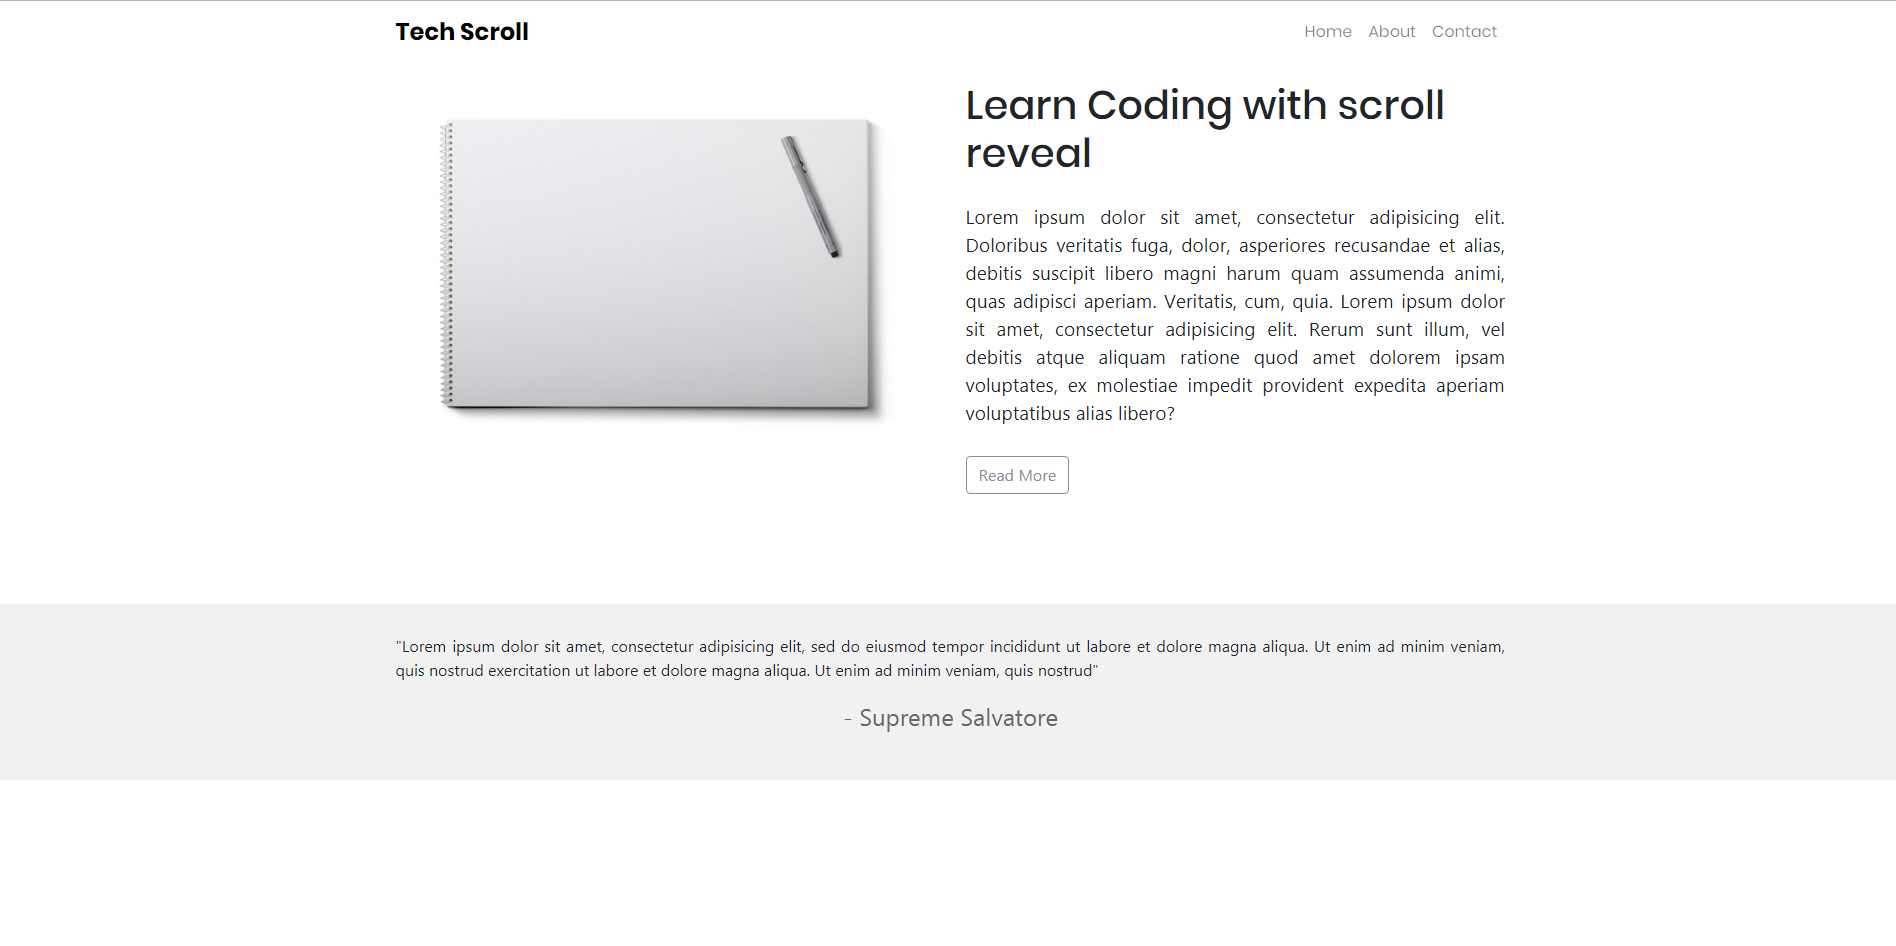 Tech Scroll
Home About Contact
Learn Coding with scroll
reveal
Lorem ipsum dolor sit amet, consectetur adipisicing elit.
Doloribus veritatis fuga, dolor, asperiores recusandae et alias,
debitis suscipit libero magni harum quam assumenda animi,
quas adipisci aperiam. Veritatis, cum, quia. Lorem ipsum dolor
sit amet, consectetur adipisicing elit. Rerum sunt illum, vel
debitis atque aliquam ratione quod amet dolorem ipsam
voluptates, ex molestiae impedit provident expedita aperiam
voluptatibus alias libero?
Read More
"Lorem ipsum dolor sit amet, consectetur adipisicing elit, sed do eiusmod tempor incididunt ut labore et dolore magna aliqua. Ut enim ad minim veniam,
quis nostrud exercitation ut labore et dolore magna aliqua. Ut enim ad minim veniam, quis nostrud"
- Supreme Salvatore